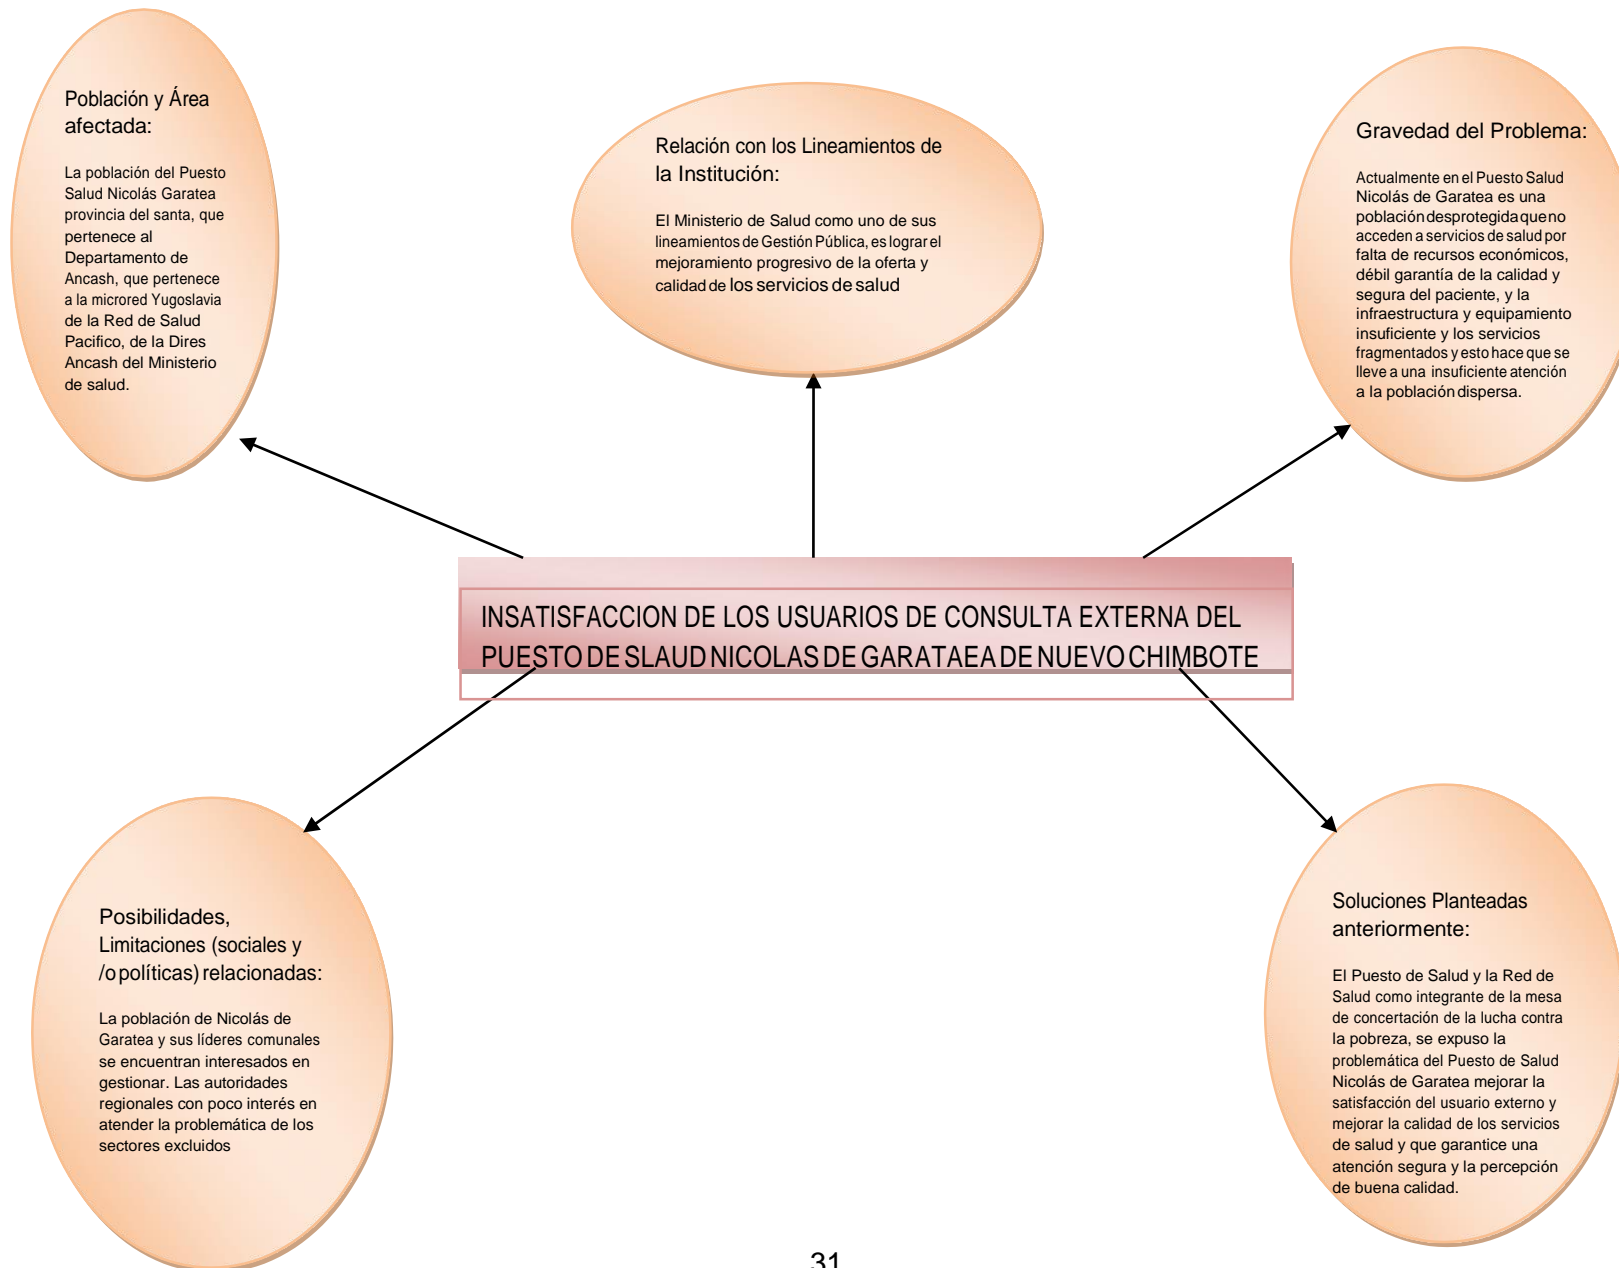 Población y Área
afectada:
La población del Puesto
Salud Nicolás Garatea
provincia del santa, que
pertenece al
Departamento de
Ancash, que pertenece
a la microred Yugoslavia
de la Red de Salud
Pacifico, de la Dires
Ancash del Ministerio
de salud.
Relación con los Lineamientos de
la Institución:
El Ministerio de Salud como uno de sus
lineamientos de Gestión Pública, es lograr el
mejoramiento progresivo de la oferta y
calidad de los servicios de salud
Gravedad del Problema:
Actualmente en el Puesto Salud
Nicolás de Garatea es una
población desprotegida que no
acceden a servicios de salud por
falta de recursos económicos,
débil garantía de la calidad y
segura del paciente, y la
infraestructura y equipamiento
insuficiente y los servicios
fragmentados y esto hace que se
lleve a una insuficiente atención
a la población dispersa.
INSATISFACCION DE LOS USUARIOS DE CONSULTA EXTERNA DEL
PUESTO DE SLAUD NICOLAS DE GARATAEA DE NUEVO CHIMBOTE
Posibilidades,
Limitaciones (sociales y
/o políticas) relacionadas:
La población de Nicolás de
Garatea y sus líderes comunales
se encuentran interesados en
gestionar. Las autoridades
regionales con poco interés en
atender la problemática de los
sectores excluidos
Soluciones Planteadas
anteriormente:
El Puesto de Salud y la Red de
Salud como integrante de la mesa
de concertación de la lucha contra
la pobreza, se expuso la
problemática del Puesto de Salud
Nicolás de Garatea mejorar la
satisfacción del usuario externo y
mejorar la calidad de los servicios
de salud y que garantice una
atención segura y la percepción
de buena calidad.
31